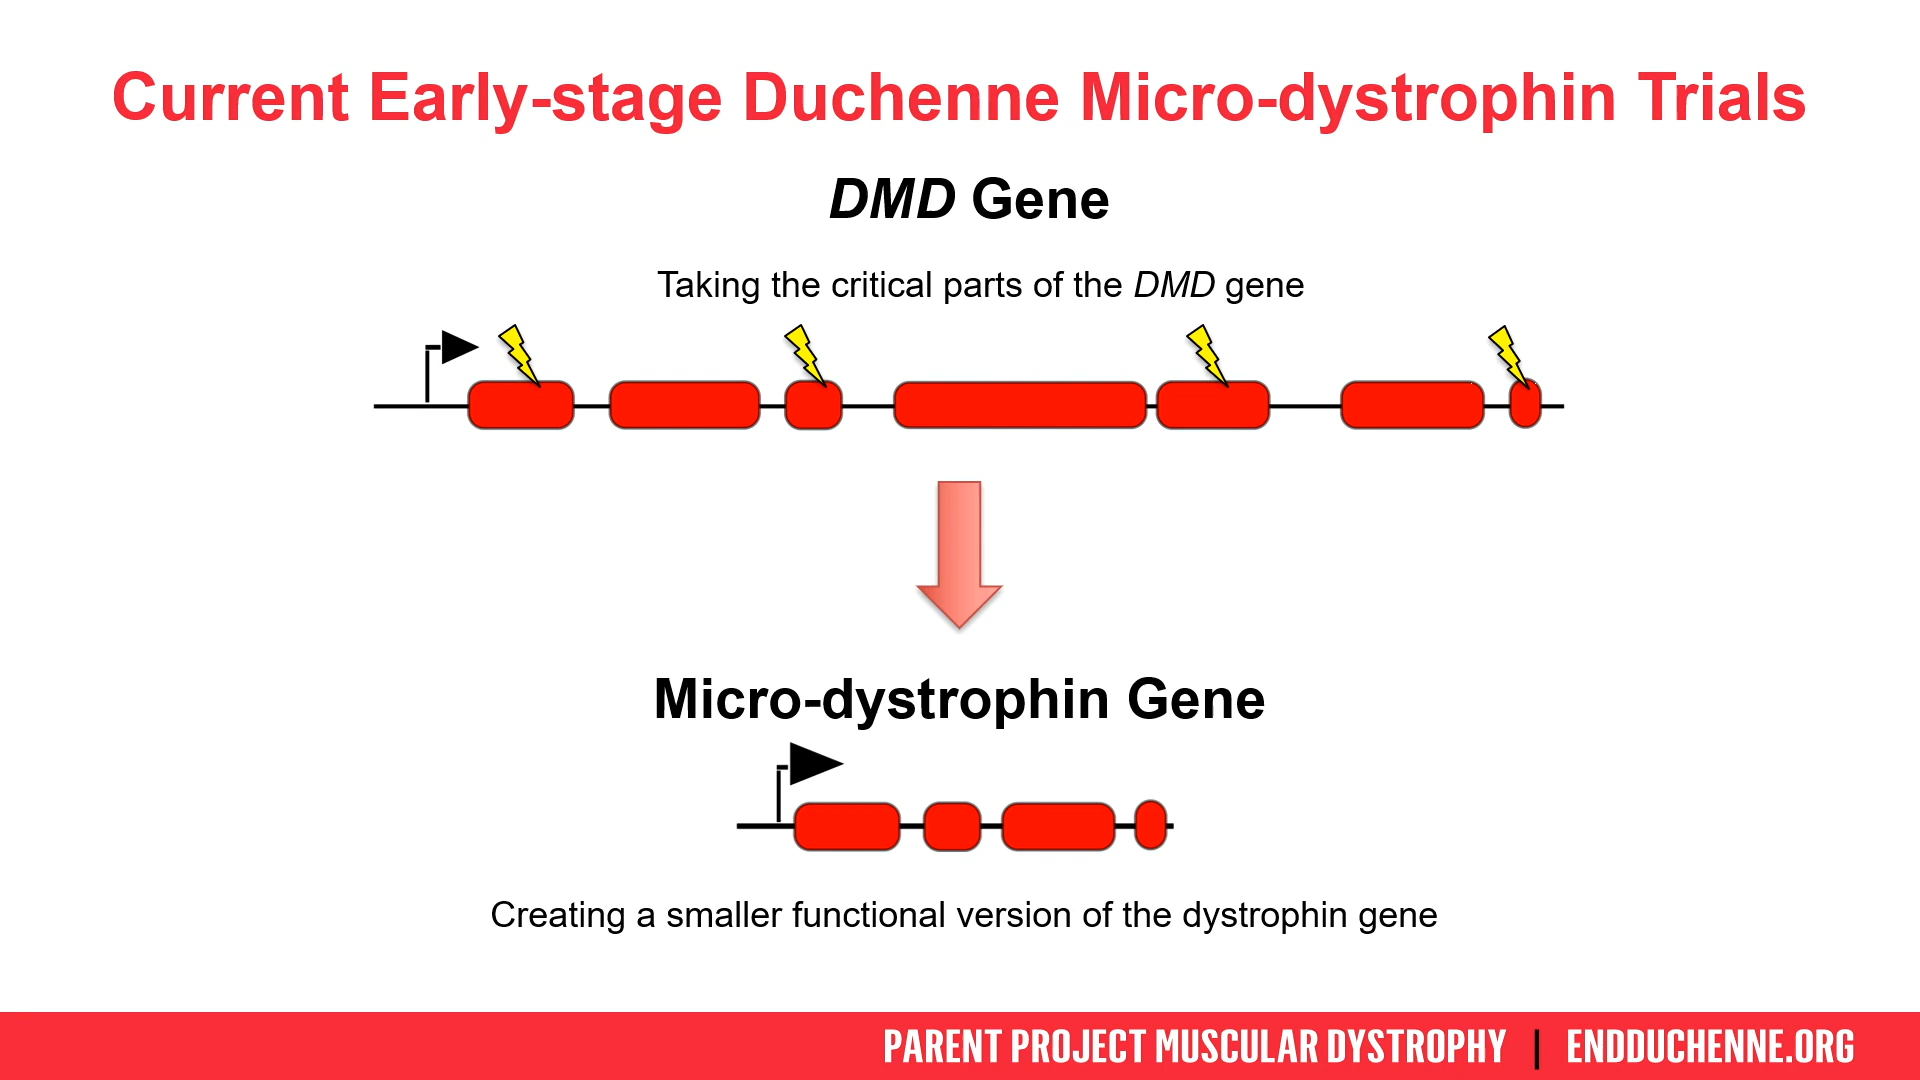 Current Early-stage Duchenne Micro-dystrophin Trials
DMD Gene
Taking the critical parts of the DMD gene
Micro-dystrophin Gene
Creating a smaller functional version of the dystrophin gene
PARENT PROJECT MUSCULAR DYSTROPHY | ENDDUCHENNE.ORG